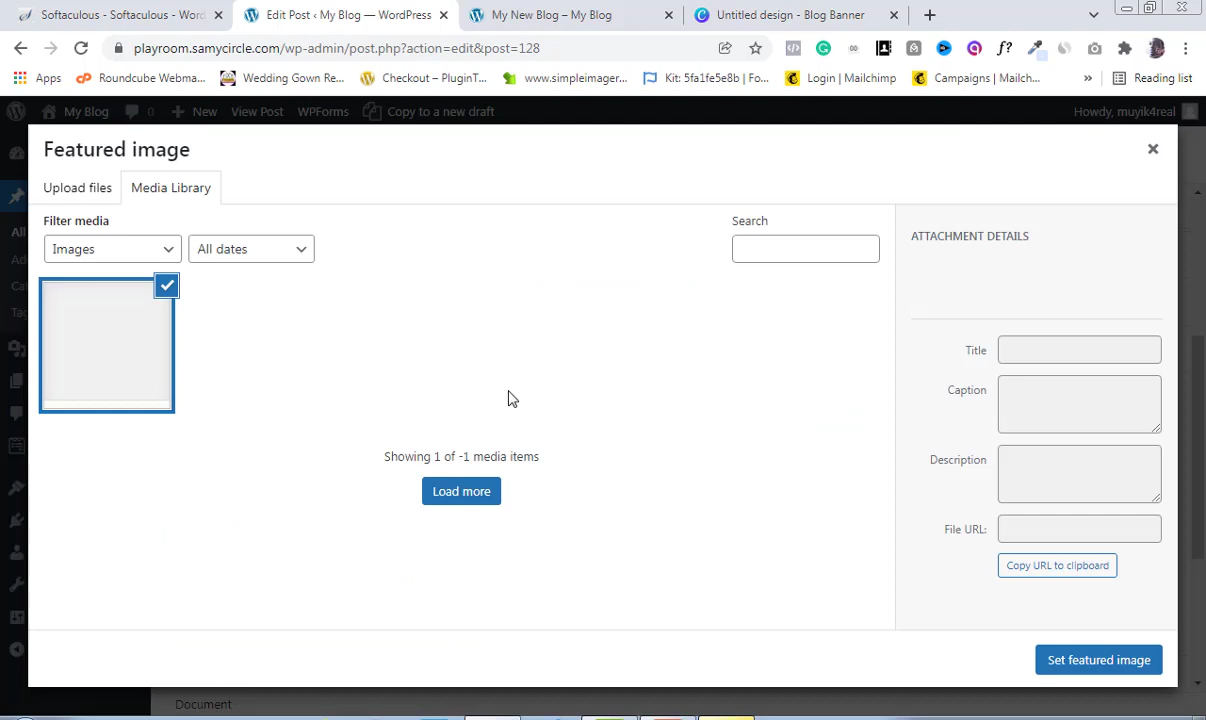 Softaculous - Softaculous - Word
Edit Post ‹ My Blog — WordPress
My New Blog – My Blog
Untitled design - Blog Banner
playroom.samycircle.com/wp-admin/post.php?action=edit&post=128
Apps
Roundcube Webma...
Wedding Gown Re...
Checkout – PluginT...
www.simpleimager...
Kit: 5fa1fe5e8b | Fo...
Login | Mailchimp
Campaigns | Mailch...
»
Reading list
My Blog
0
New
View Post
WPForms
Copy to a new draft
Howdy, muyik4real
Featured image
Upload files
Media Library
Filter media
Images
All dates
Search
ATTACHMENT DETAILS
Title
Caption
Description
File URL:
Copy URL to clipboard
Showing 1 of -1 media items
Load more
Set featured image
Document